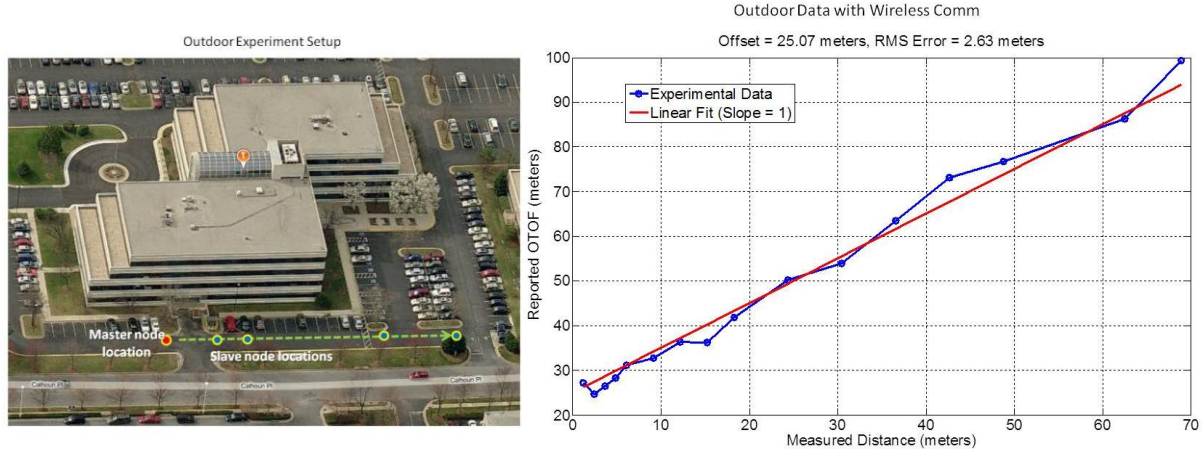 Outdoor Experiment Setup
Master node
location
Slave node locations
Calhoun Pl
Calhoun Pl
Calhoun Pl
Outdoor Data with Wireless Comm
Offset = 25.07 meters, RMS Error = 2.63 meters
Experimental Data
Linear Fit (Slope = 1)
Reported OTOF (meters)
100
90
80
70
60
50
40
30
20
0 10 20 30 40 50 60 70
Measured Distance (meters)